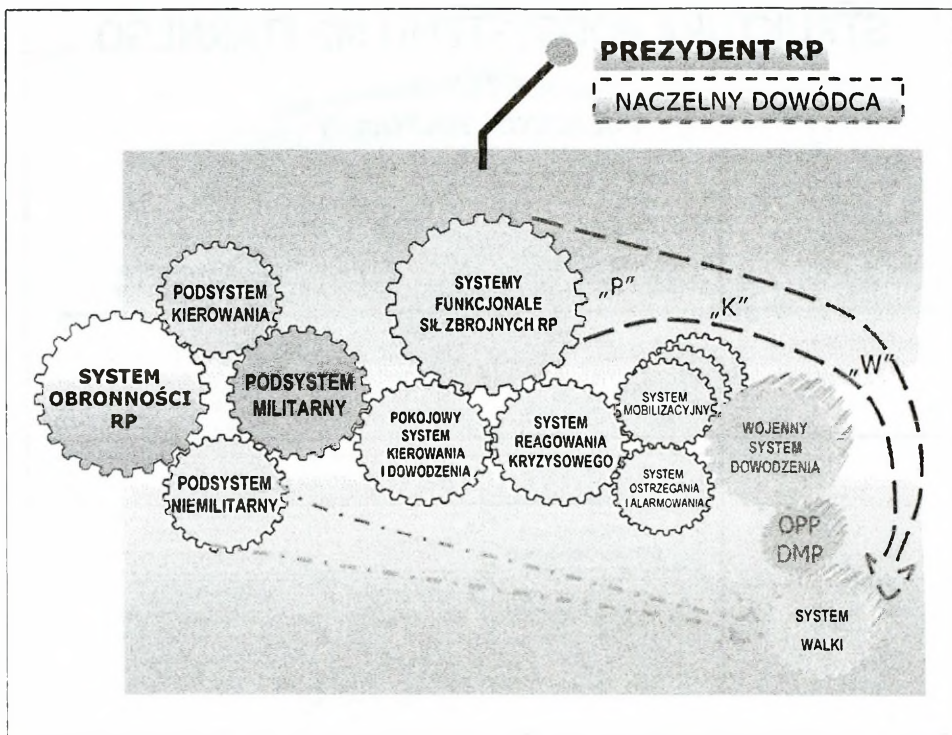 PREZYDENT RP
NACZELNY DOWÓDCA
SYSTEMY
FUNKCJONALE
SIŁ ZBROJNYCH RP
„P”
„K”
„W”
PODSYSTEM
KIEROWANIA
SYSTEM
OBRONNOŚCI
RP
PODSYSTEM
MILITARNY
PODSYSTEM
NIEMILITARNY
POKOJOWY
SYSTEM
KIEROWANIA
I DOWODZENIA
SYSTEM
REAGOWANIA
KRYZYSOWEGO
SYSTEM
MOBILIZACYJNY
SYSTEM
OSTRZEGANIA
I ALARMOWANIA
WOJENNY
SYSTEM
DOWODZENIA
OPP
DMP
SYSTEM
WALKI